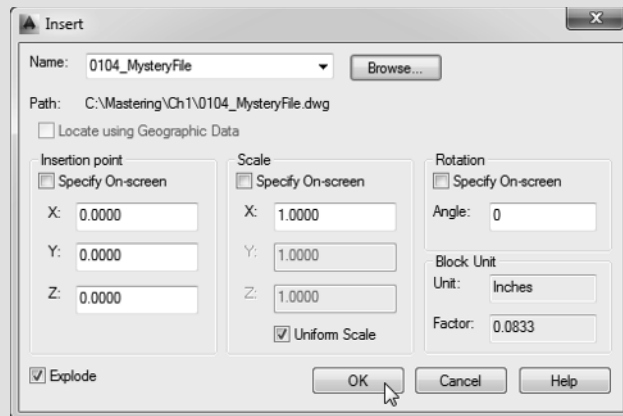 Insert
Name: 0104_MysteryFile Browse...
Path: C:\Mastering\Ch1\0104_MysteryFile.dwg
Locate using Geographic Data
Insertion point
Specify On-screen
X: 0.0000
Y: 0.0000
Z: 0.0000
Scale
Specify On-screen
X: 1.0000
Y: 1.0000
Z: 1.0000
Uniform Scale
Rotation
Specify On-screen
Angle: 0
Block Unit
Unit: Inches
Factor: 0.0833
Explode
OK Cancel Help